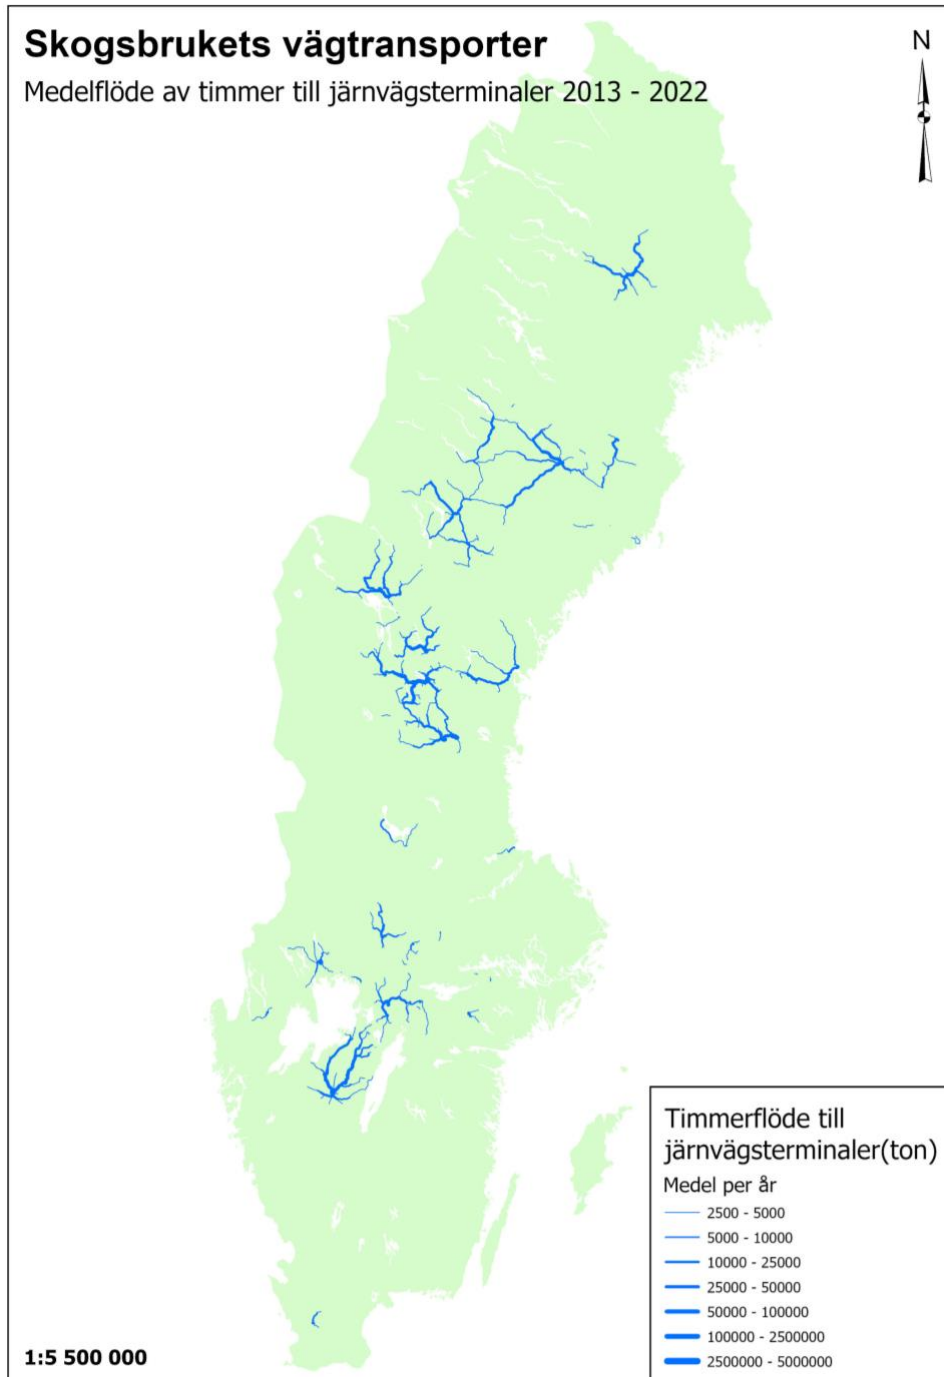 Skogsbrukets vägtransporter
Medelflöde av timmer till järnvägsterminaler 2013 - 2022
N
Timmerflöde till
järnvägsterminaler(ton)
Medel per år
2500 - 5000
5000 - 10000
10000 - 25000
25000 - 50000
50000 - 100000
100000 - 2500000
2500000 - 5000000
1:5 500 000